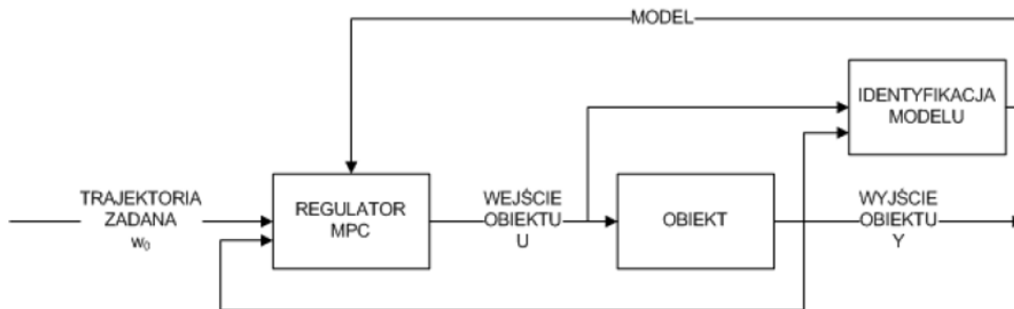 MODEL
IDENTYFIKACJA
MODELU
TRAJEKTORIA
ZADANA
w₀
REGULATOR
MPC
WEJŚCIE
OBIEKTU
U
OBIEKT
WYJŚCIE
OBIEKTU
Y